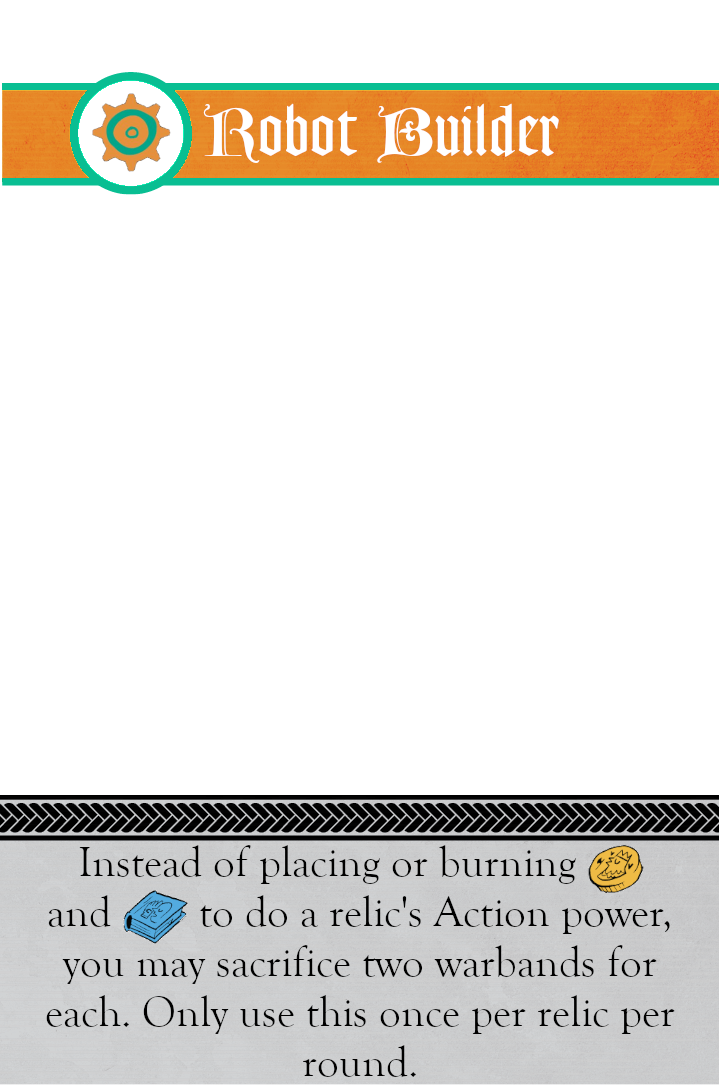 Robot Builder
Instead of placing or burning
and to do a relic's Action power,
you may sacrifice two warbands for
each. Only use this once per relic per
round.